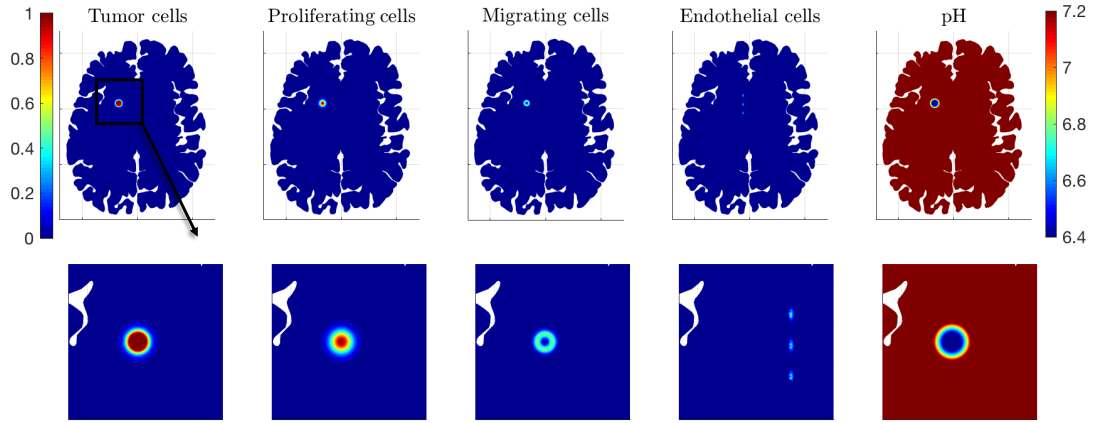 Tumor cells
Proliferating cells
Migrating cells
Endothelial cells
pH
1
0.8
0.6
0.4
0.2
0
7.2
7
6.8
6.6
6.4